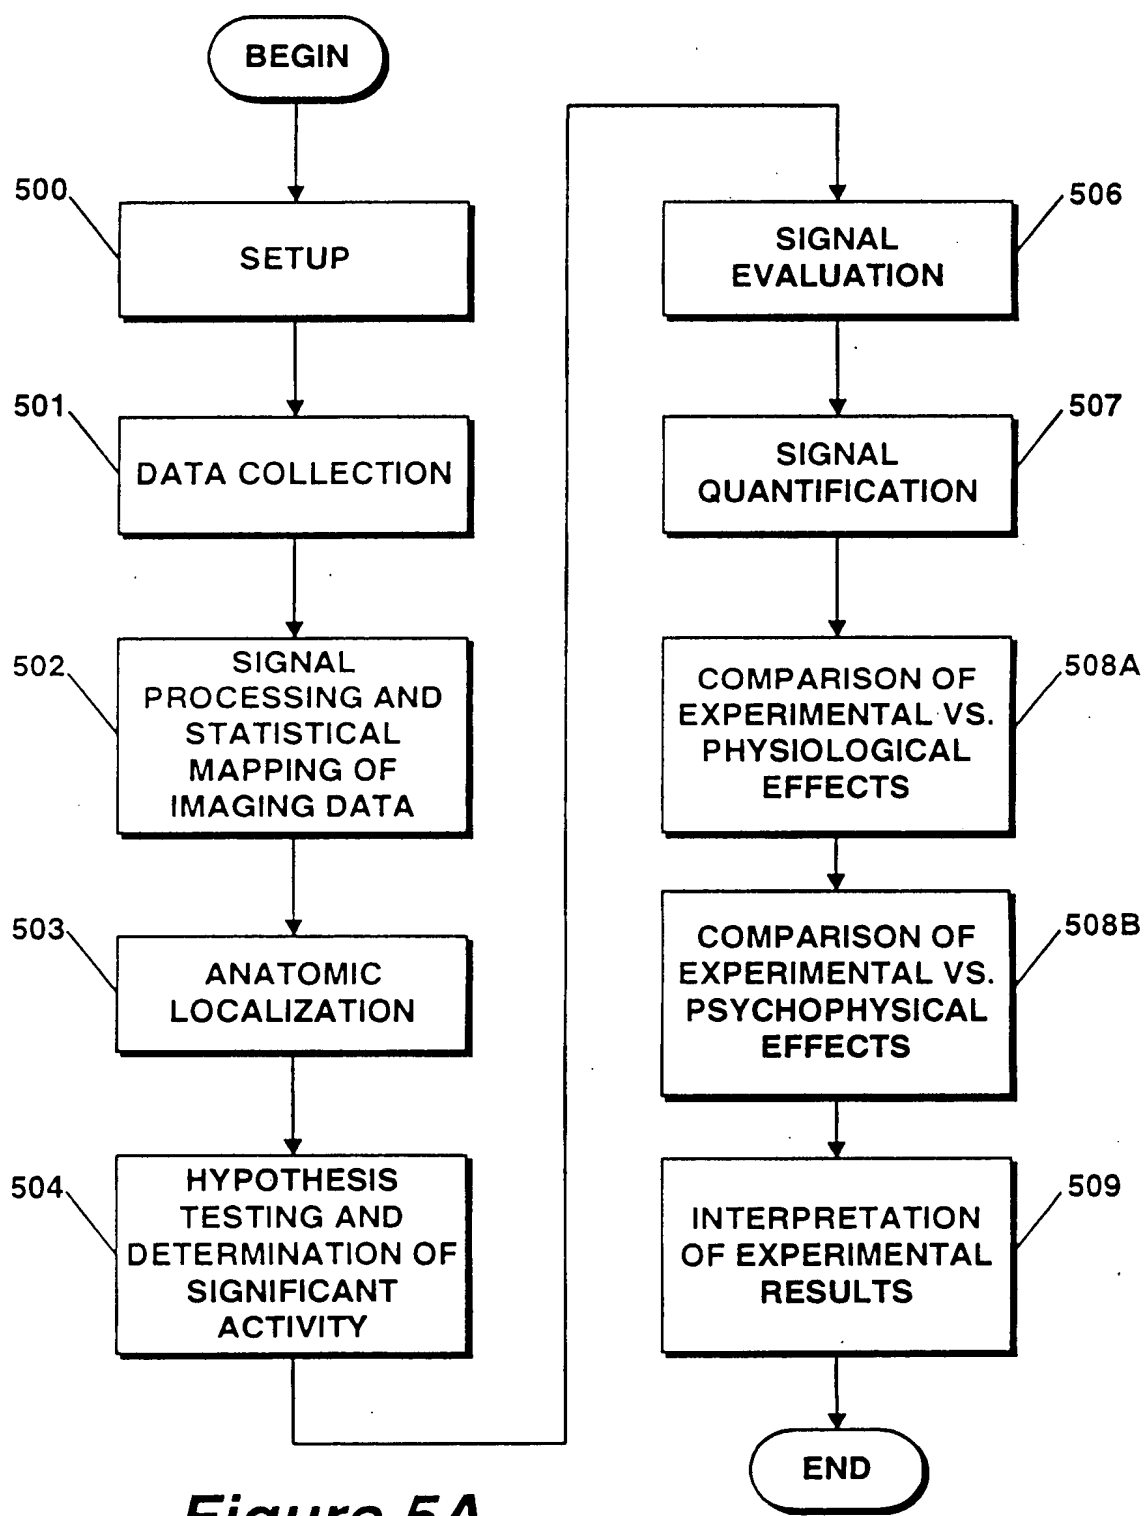 BEGIN
500
SETUP
501
DATA COLLECTION
502
SIGNAL
PROCESSING AND
STATISTICAL
MAPPING OF
IMAGING DATA
503
ANATOMIC
LOCALIZATION
504
HYPOTHESIS
TESTING AND
DETERMINATION OF
SIGNIFICANT
ACTIVITY
506
SIGNAL
EVALUATION
507
SIGNAL
QUANTIFICATION
508A
COMPARISON OF
EXPERIMENTAL VS.
PHYSIOLOGICAL
EFFECTS
508B
COMPARISON OF
EXPERIMENTAL VS.
PSYCHOPHYSICAL
EFFECTS
509
INTERPRETATION
OF EXPERIMENTAL
RESULTS
END
Figure 5A